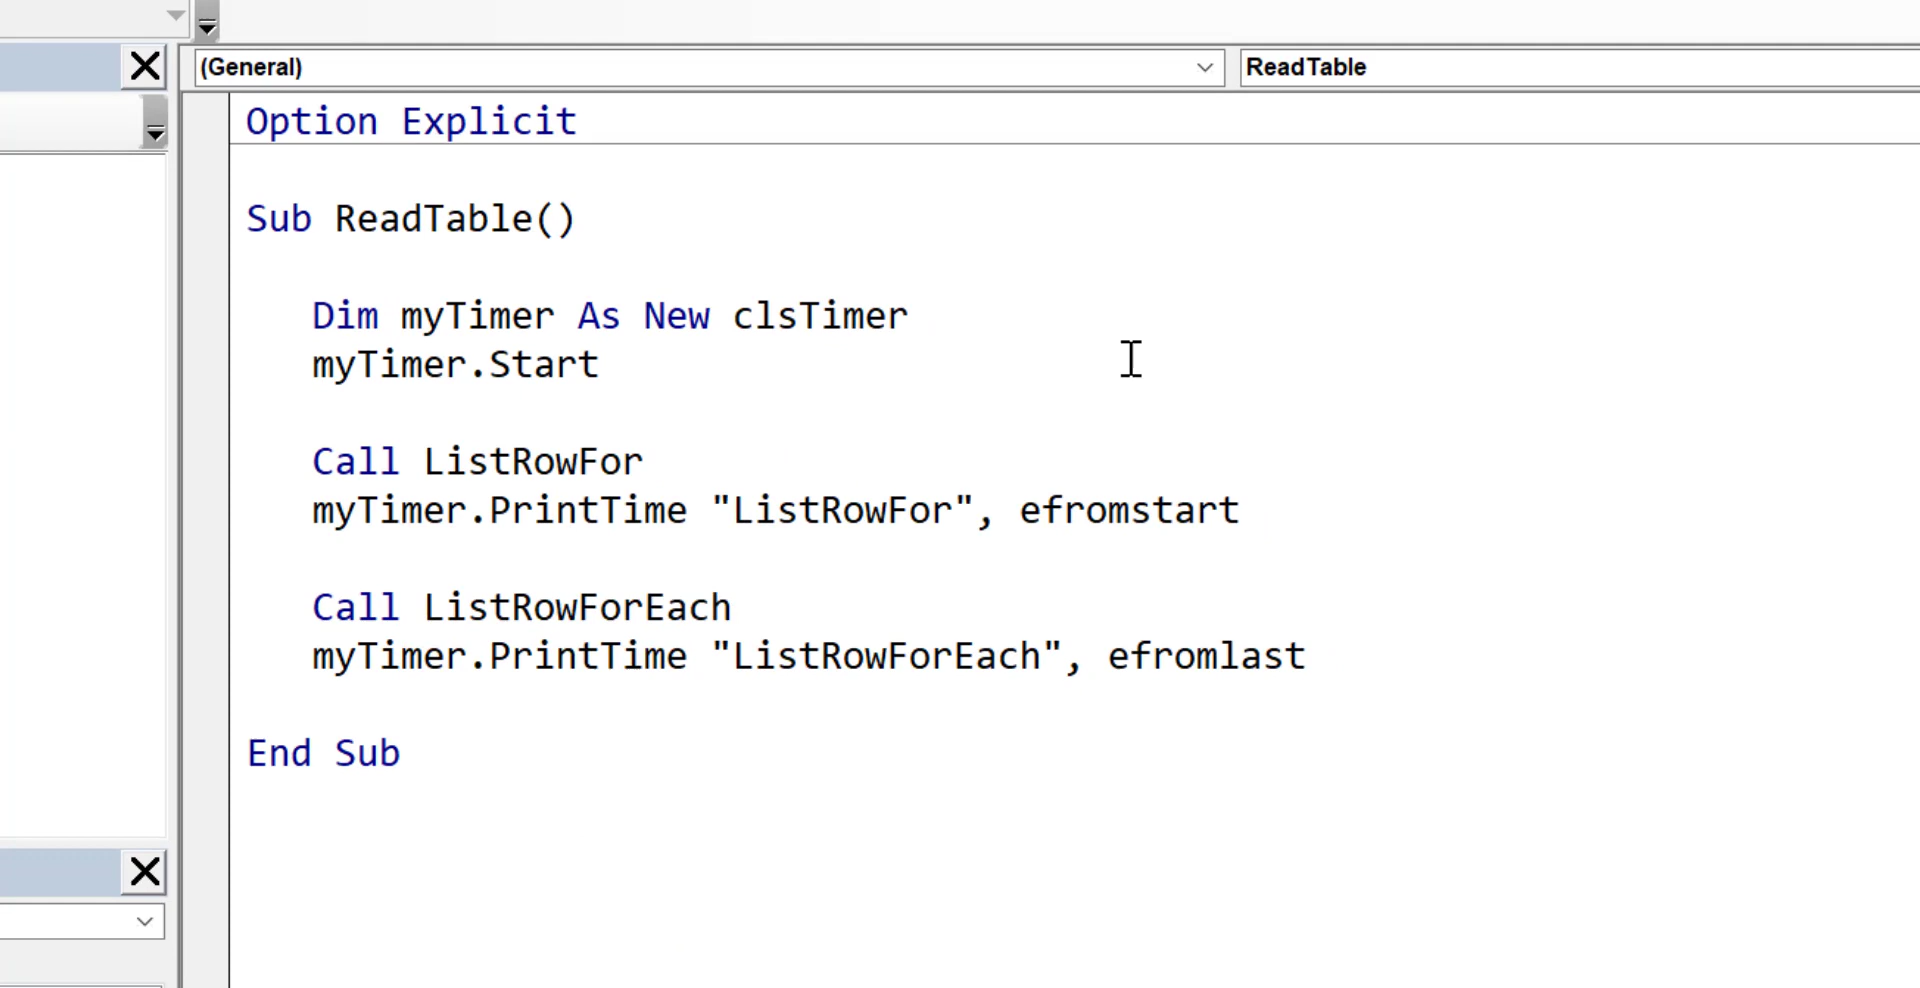 (General)
ReadTable
Option Explicit
Sub ReadTable()
Dim myTimer As New clsTimer
myTimer.Start
Call ListRowFor
myTimer.PrintTime "ListRowFor", efromstart
Call ListRowForEach
myTimer.PrintTime "ListRowForEach", efromlast
End Sub